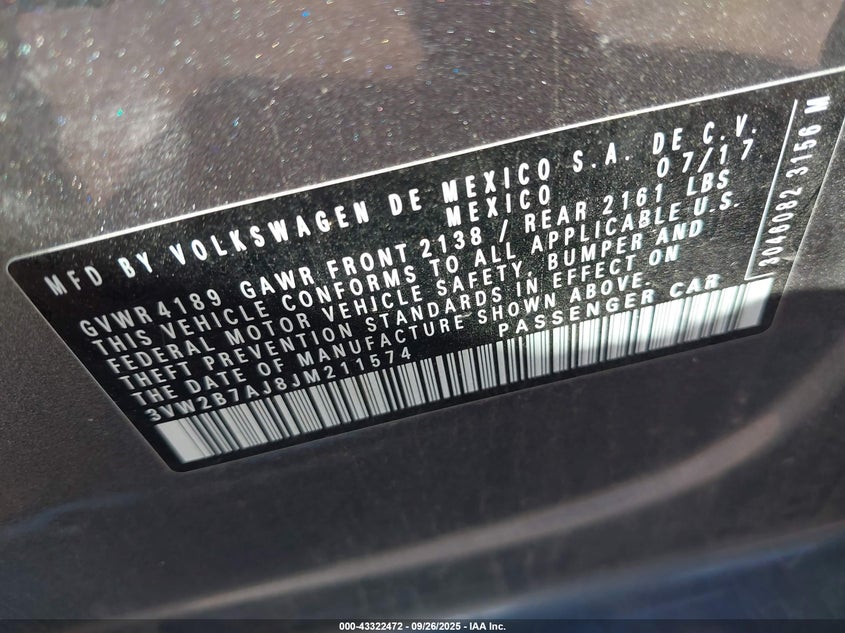 MFD BY VOLKSWAGEN DE MEXICO S.A. DE C.V.
MEXICO 07/17
GVWR 4189 GAWR FRONT 2138 / REAR 2161 LBS
THIS VEHICLE CONFORMS TO ALL APPLICABLE U.S.
FEDERAL MOTOR VEHICLE SAFETY, BUMPER AND
THEFT PREVENTION STANDARDS IN EFFECT ON
THE DATE OF MANUFACTURE SHOWN ABOVE.
3VW2B7AJ8JM211574 PASSENGER CAR
3046082 3156 M
000-43322472 - 09/26/2025 - IAA Inc.